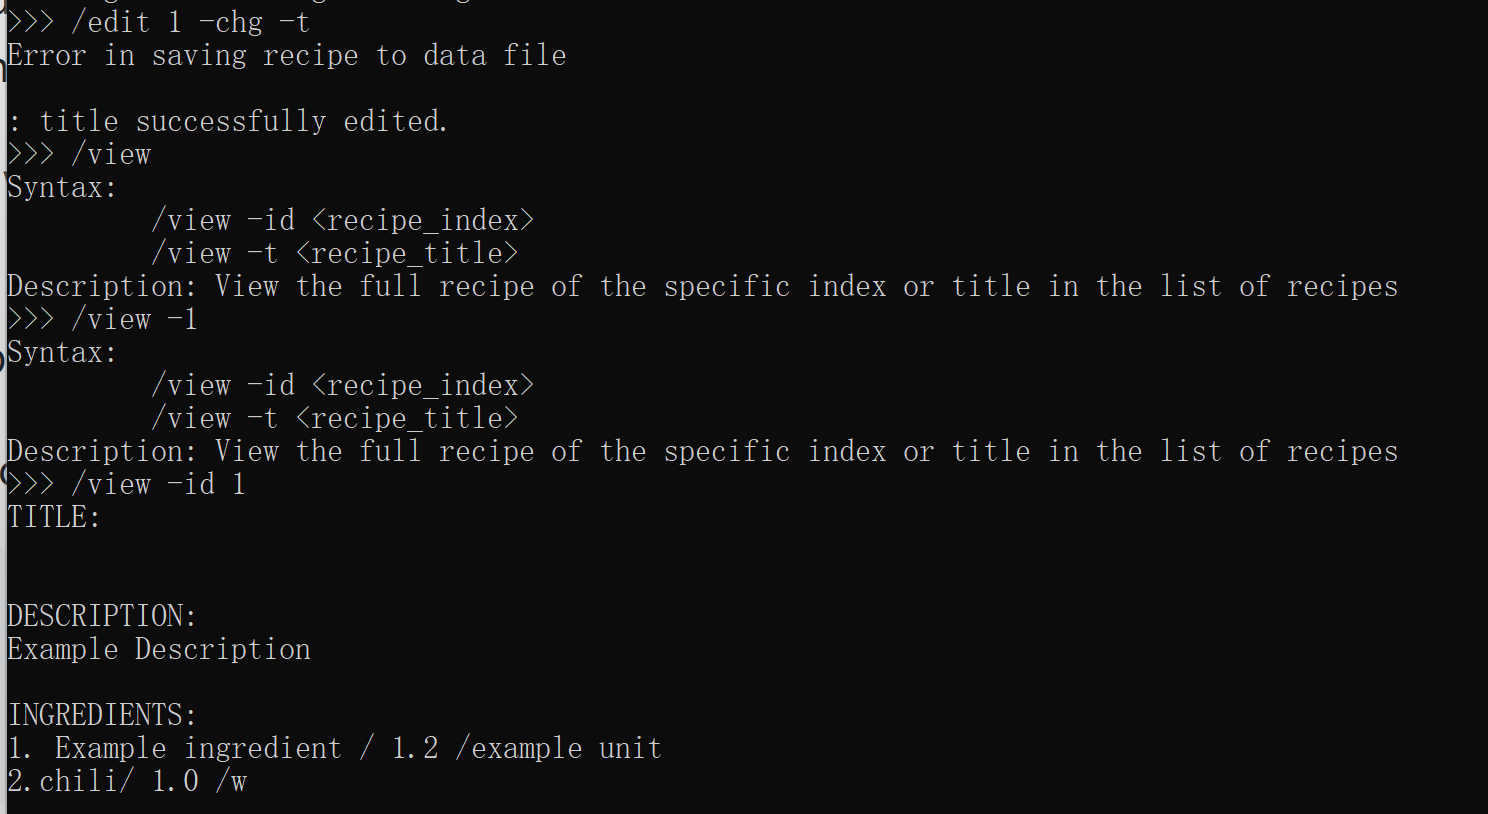 >>> /edit 1 -chg -t
Error in saving recipe to data file
: title successfully edited.
>>> /view
Syntax:
/view -id <recipe_index>
/view -t <recipe_title>
Description: View the full recipe of the specific index or title in the list of recipes
>>> /view -1
Syntax:
/view -id <recipe_index>
/view -t <recipe_title>
Description: View the full recipe of the specific index or title in the list of recipes
>>> /view -id 1
TITLE:
DESCRIPTION:
Example Description
INGREDIENTS:
1. Example ingredient / 1.2 /example unit
2.chili/ 1.0 /w